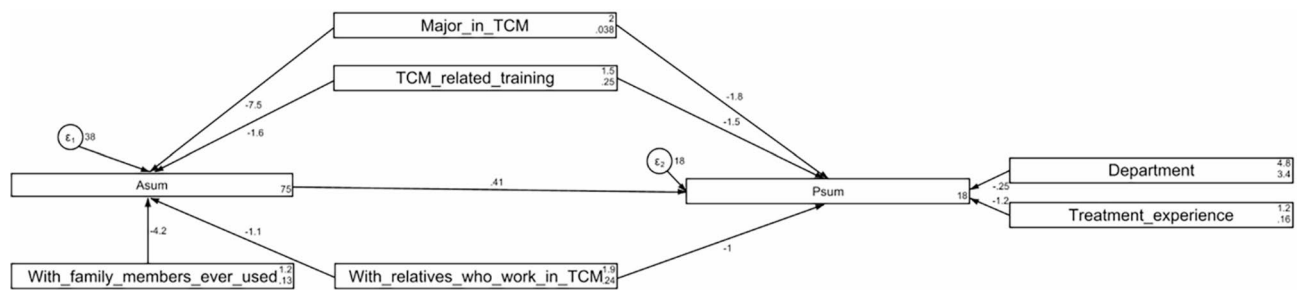 Major_in_TCM 2 .038
TCM_related_training 1.5 .25
-7.5
-1.6
-1.8
-1.5
ε1 38
ε2 18
Asum 75
.41
Psum 18
Department 4.8 3.4
-.25
-1.2
Treatment_experience 1.2 .16
-4.2
-1.1
-1
With_family_members_ever_used 1.2 .13
With_relatives_who_work_in_TCM 1.9 .24